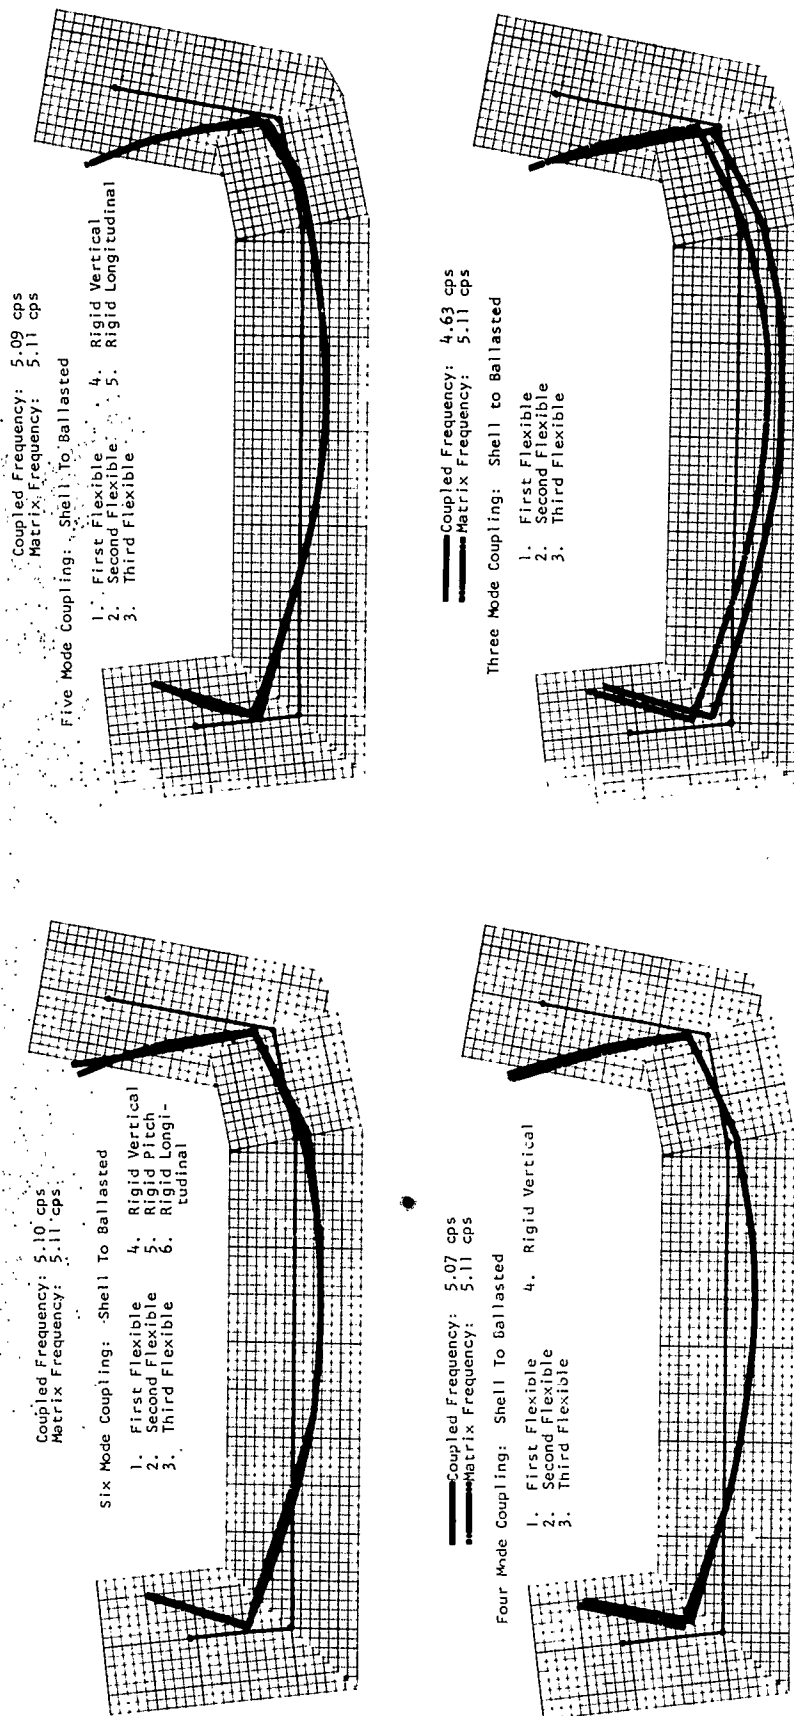 Coupled Frequency: 5.10 cps
Matrix Frequency: 5.11 cps
Six Mode Coupling: Shell To Ballasted
1. First Flexible 4. Rigid Vertical
2. Second Flexible 5. Rigid Pitch
3. Third Flexible 6. Rigid Longi-
tudinal
Coupled Frequency: 5.09 cps
Matrix Frequency: 5.11 cps
Five Mode Coupling: Shell To Ballasted
1. First Flexible 4. Rigid Vertical
2. Second Flexible 5. Rigid Longitudinal
3. Third Flexible
Coupled Frequency: 5.07 cps
Matrix Frequency: 5.11 cps
Four Mode Coupling: Shell To Ballasted
1. First Flexible 4. Rigid Vertical
2. Second Flexible
3. Third Flexible
Coupled Frequency: 4.63 cps
Matrix Frequency: 5.11 cps
Three Mode Coupling: Shell to Ballasted
1. First Flexible
2. Second Flexible
3. Third Flexible